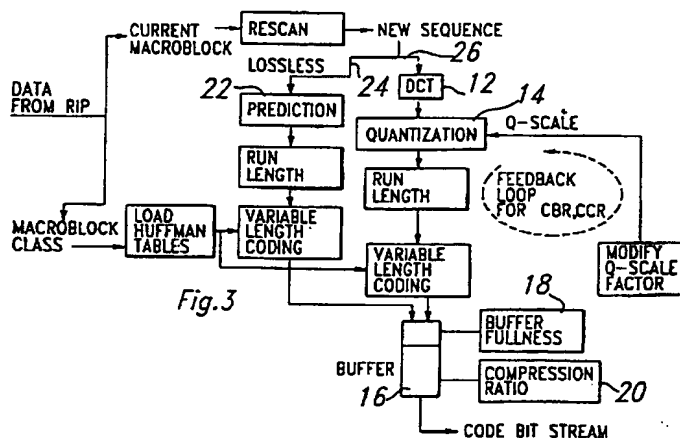 CURRENT
MACROBLOCK
RESCAN
NEW SEQUENCE
26
LOSSLESS
24
22
DCT
12
14
DATA
FROM RIP
PREDICTION
QUANTIZATION
Q-SCALE
RUN
LENGTH
RUN
LENGTH
FEEDBACK
LOOP
FOR CBR,CCR
MACROBLOCK
CLASS
LOAD
HUFFMAN
TABLES
VARIABLE
LENGTH
CODING
VARIABLE
LENGTH
CODING
MODIFY
Q-SCALE
FACTOR
Fig.3
18
BUFFER
FULLNESS
BUFFER
16
COMPRESSION
RATIO
20
CODE BIT STREAM